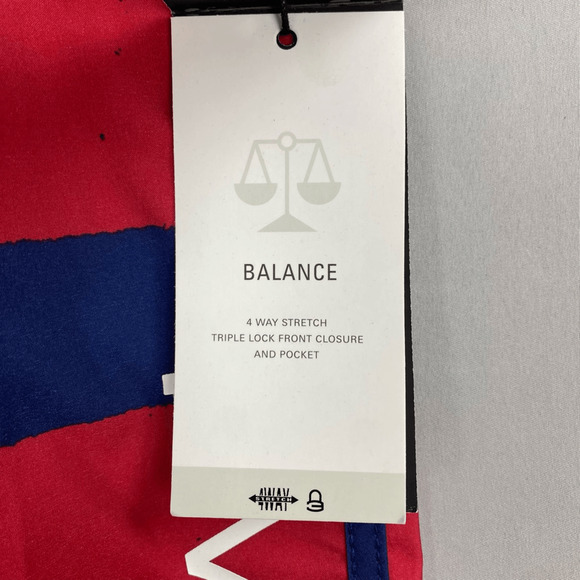 BALANCE
4 WAY STRETCH
TRIPLE LOCK FRONT CLOSURE
AND POCKET
4WAY
STRETCH